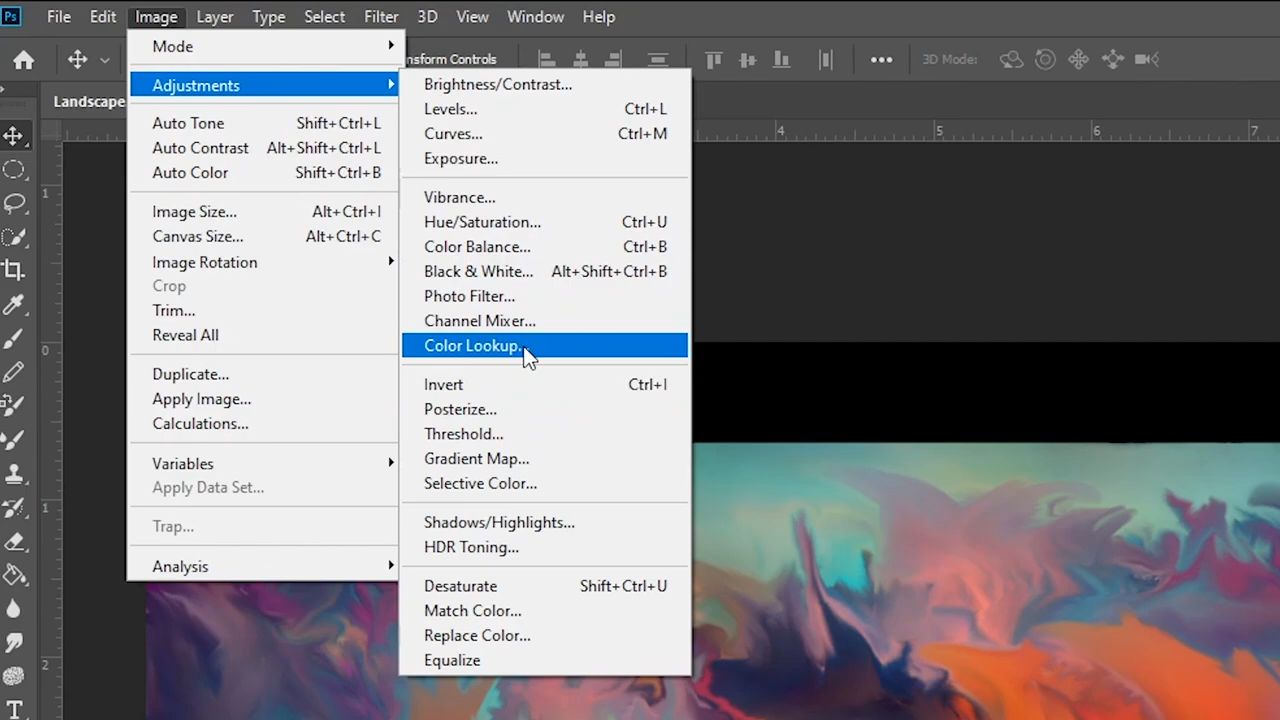 Ps File Edit Image Layer Type Select Filter 3D View Window Help
nsform Controls 3D Mode:
Landscape
4 5 6 7
1
0
1
2
Mode
Adjustments
Auto Tone Shift+Ctrl+L
Auto Contrast Alt+Shift+Ctrl+L
Auto Color Shift+Ctrl+B
Image Size... Alt+Ctrl+I
Canvas Size... Alt+Ctrl+C
Image Rotation
Crop
Trim...
Reveal All
Duplicate...
Apply Image...
Calculations...
Variables
Apply Data Set...
Trap...
Analysis
Brightness/Contrast...
Levels... Ctrl+L
Curves... Ctrl+M
Exposure...
Vibrance...
Hue/Saturation... Ctrl+U
Color Balance... Ctrl+B
Black & White... Alt+Shift+Ctrl+B
Photo Filter...
Channel Mixer...
Color Lookup...
Invert Ctrl+I
Posterize...
Threshold...
Gradient Map...
Selective Color...
Shadows/Highlights...
HDR Toning...
Desaturate Shift+Ctrl+U
Match Color...
Replace Color...
Equalize